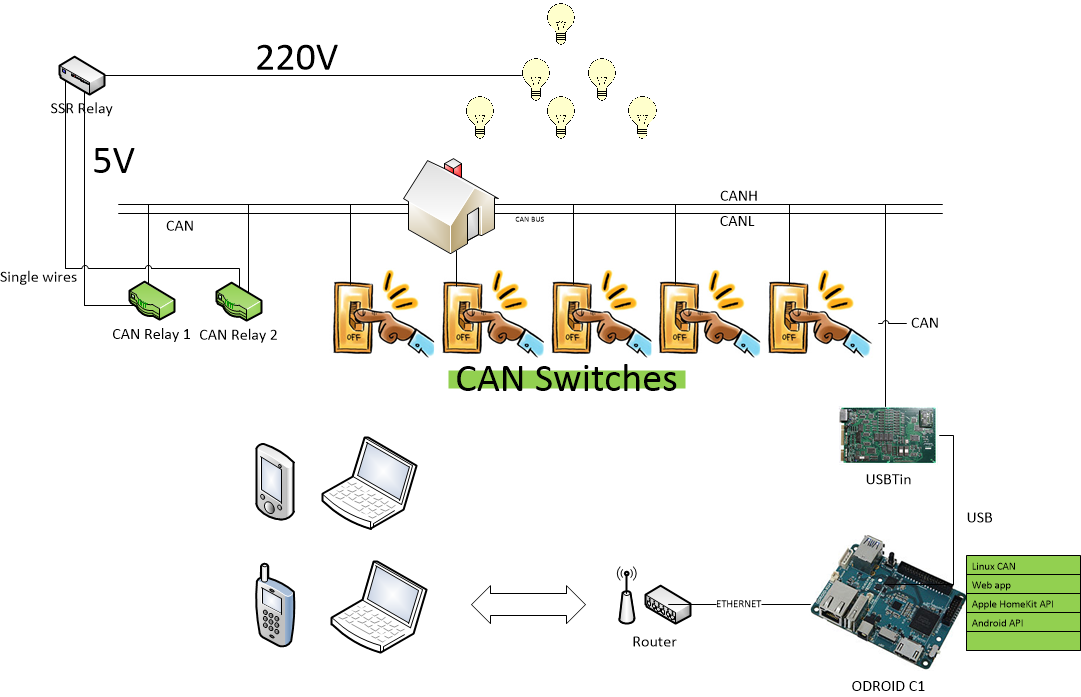 220V
SSR Relay
5V
CANH
CAN BUS
CANL
CAN
Single wires
CAN Relay 1
CAN Relay 2
OFF
OFF
OFF
OFF
OFF
CAN
CAN Switches
USBTin
USB
Linux CAN
Web app
Apple HomeKit API
Android API
ETHERNET
Router
ODROID C1